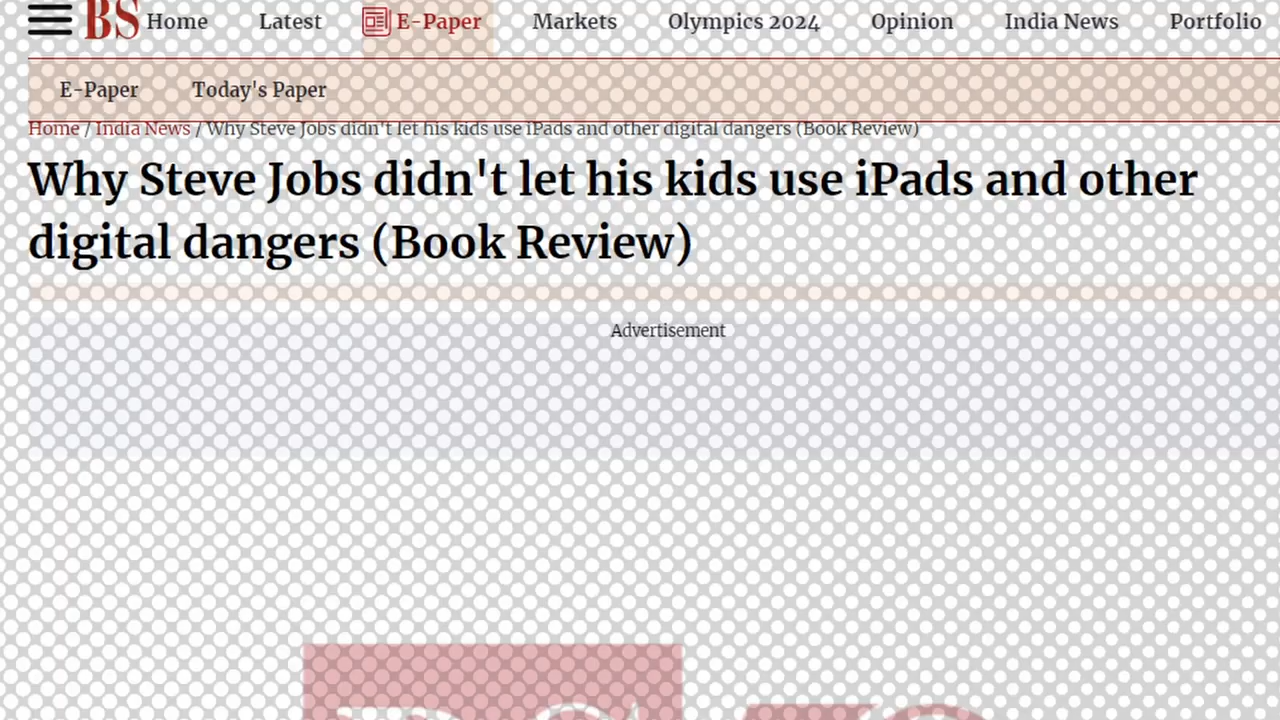 BS Home Latest E-Paper Markets Olympics 2024 Opinion India News Portfolio
E-Paper Today's Paper
Home / India News / Why Steve Jobs didn't let his kids use iPads and other digital dangers (Book Review)
Why Steve Jobs didn't let his kids use iPads and other
digital dangers (Book Review)
Advertisement